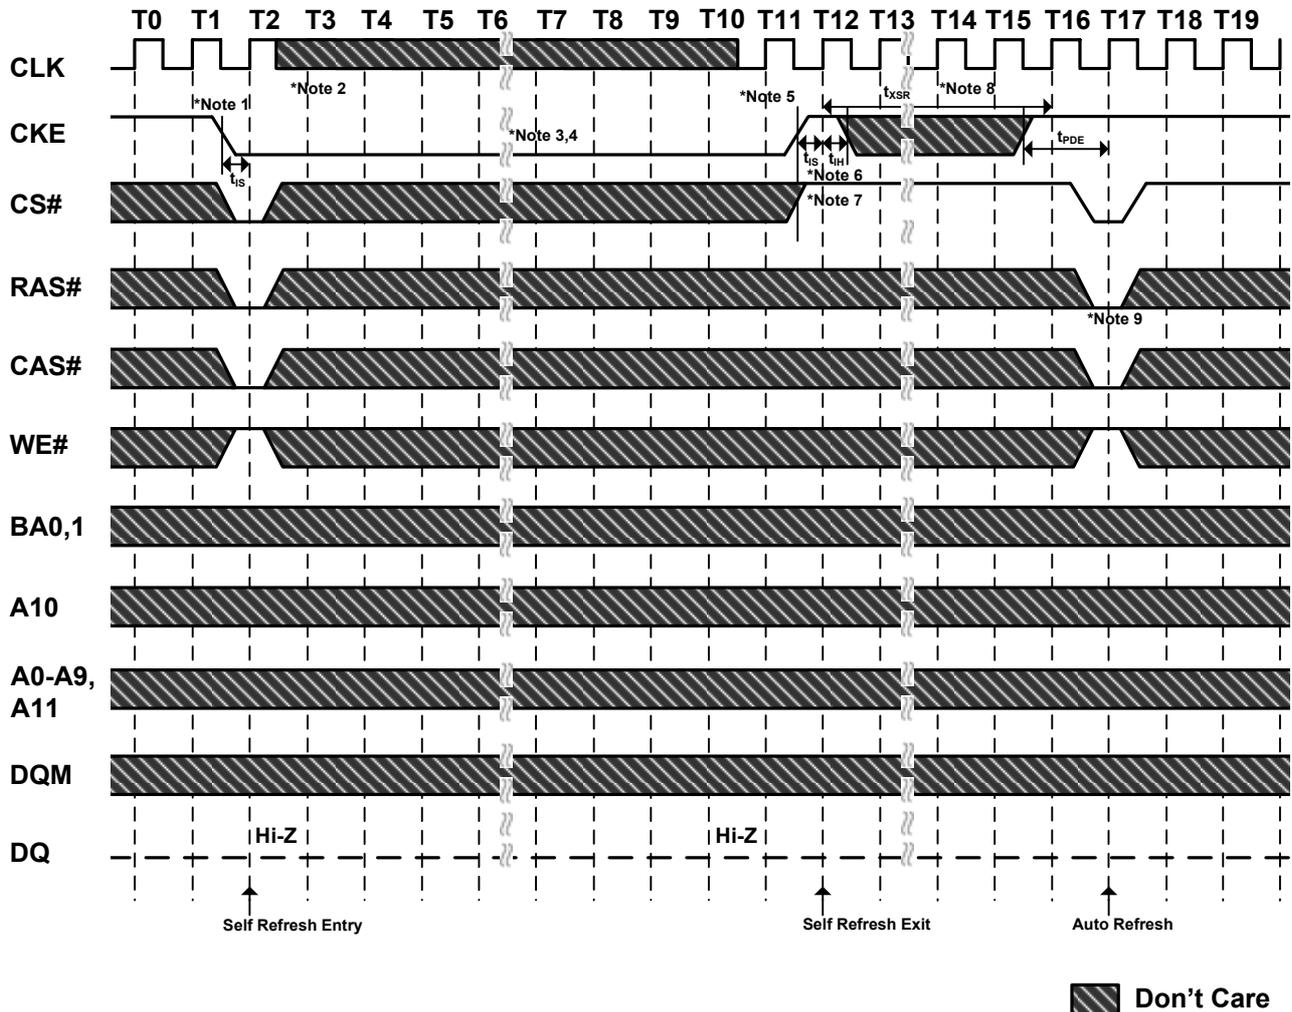 T0 T1 T2 T3 T4 T5 T6 T7 T8 T9 T10 T11 T12 T13 T14 T15 T16 T17 T18 T19
CLK
*Note 2
*Note 5
*Note 8
*Note 1
tXSR
CKE
*Note 3,4
tPDE
tIS
tIS
tIH
*Note 6
CS#
*Note 7
RAS#
*Note 9
CAS#
WE#
BA0,1
A10
A0-A9,
A11
DQM
Hi-Z
Hi-Z
DQ
Self Refresh Entry
Self Refresh Exit
Auto Refresh
Don't Care